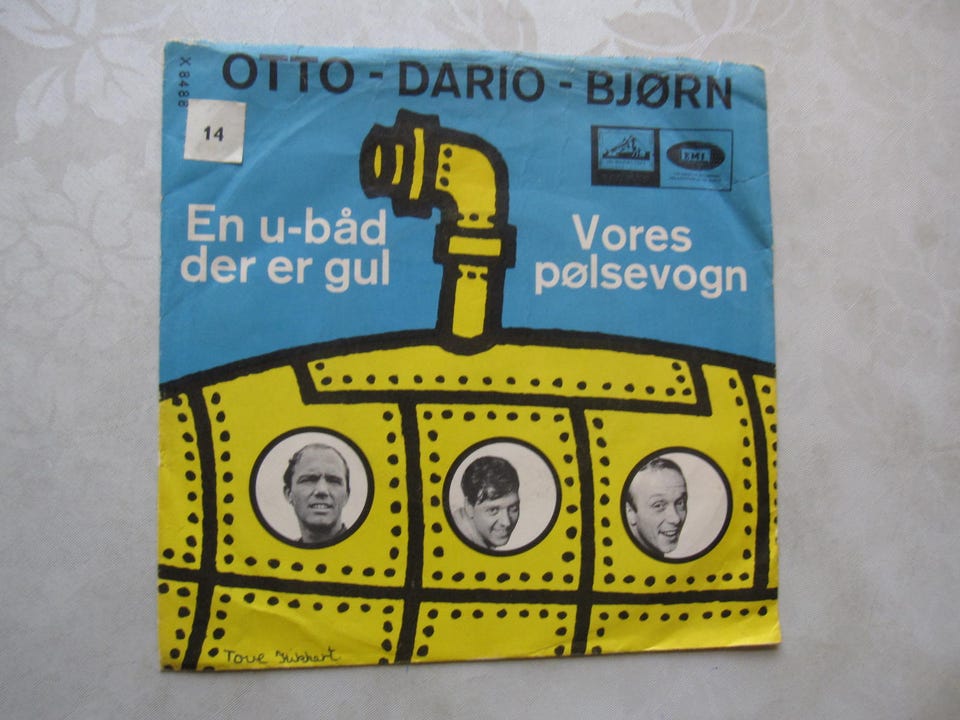 OTTO - DARIO - BJØRN
X 8488
14
EMI
En u-båd
der er gul
Vores
pølsevogn
Tove